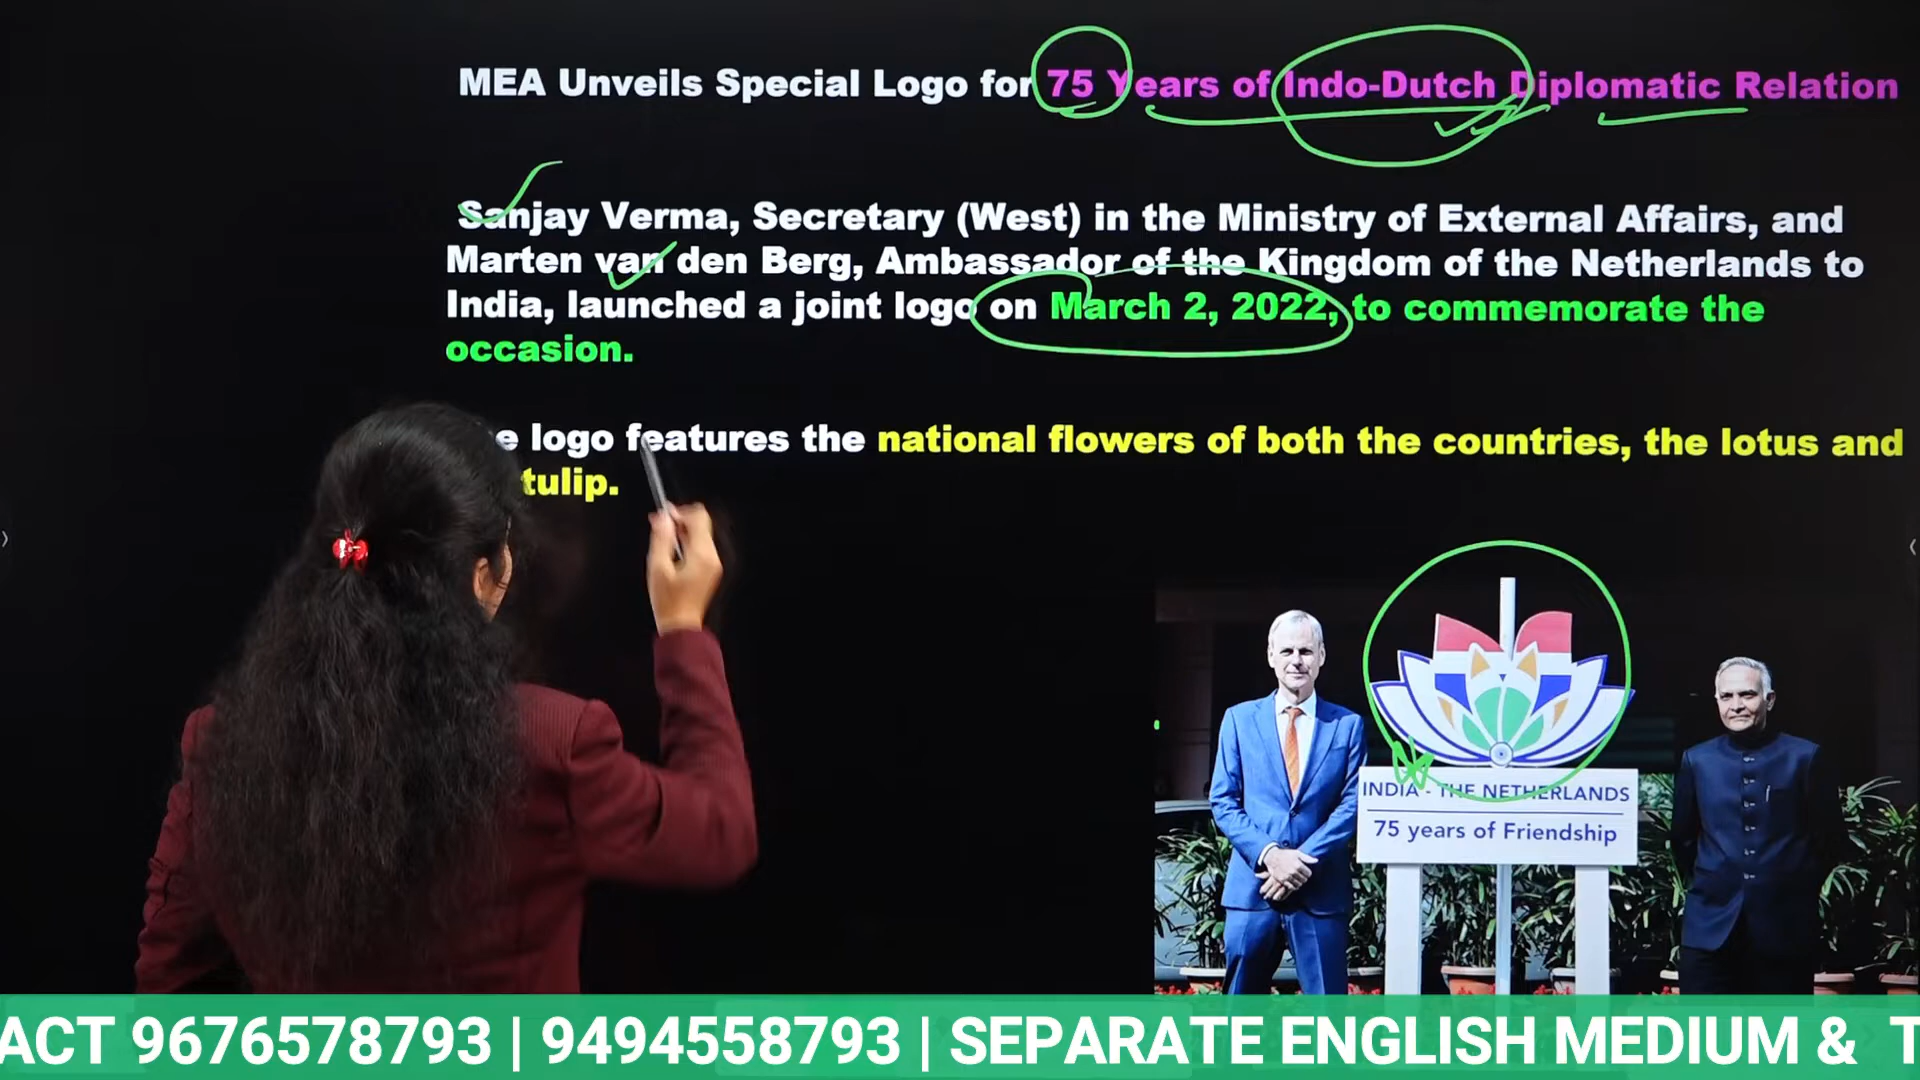 MEA Unveils Special Logo for 75 Years of Indo-Dutch Diplomatic Relation
Sanjay Verma, Secretary (West) in the Ministry of External Affairs, and
Marten van den Berg, Ambassador of the Kingdom of the Netherlands to
India, launched a joint logo on March 2, 2022, to commemorate the
occasion.
e logo features the national flowers of both the countries, the lotus and
tulip.
INDIA - THE NETHERLANDS
75 years of Friendship
ACT 9676578793 | 9494558793 | SEPARATE ENGLISH MEDIUM & T